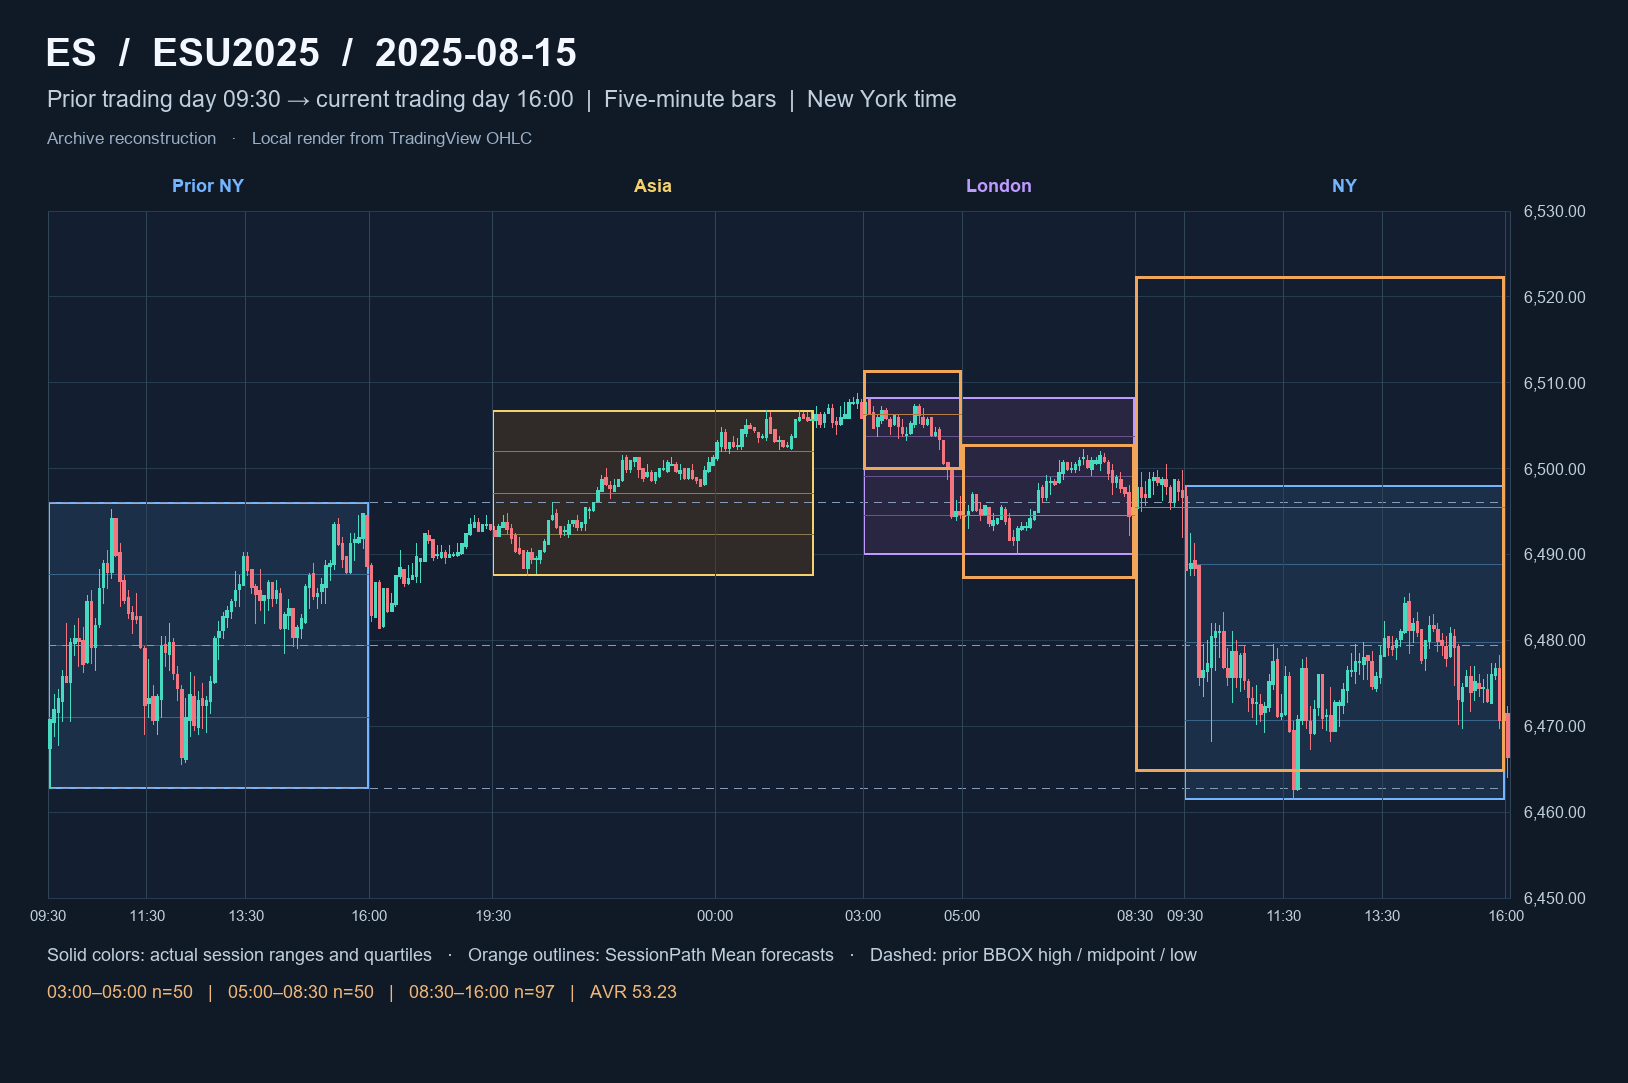 ES / ESU2025 / 2025-08-15
Prior trading day 09:30 → current trading day 16:00 | Five-minute bars | New York time
Archive reconstruction · Local render from TradingView OHLC
Prior NY Asia London NY
6,530.00
6,520.00
6,510.00
6,500.00
6,490.00
6,480.00
6,470.00
6,460.00
6,450.00
09:30 11:30 13:30 16:00 19:30 00:00 03:00 05:00 08:30 09:30 11:30 13:30 16:00
Solid colors: actual session ranges and quartiles · Orange outlines: SessionPath Mean forecasts · Dashed: prior BBOX high / midpoint / low
03:00–05:00 n=50 | 05:00–08:30 n=50 | 08:30–16:00 n=97 | AVR 53.23